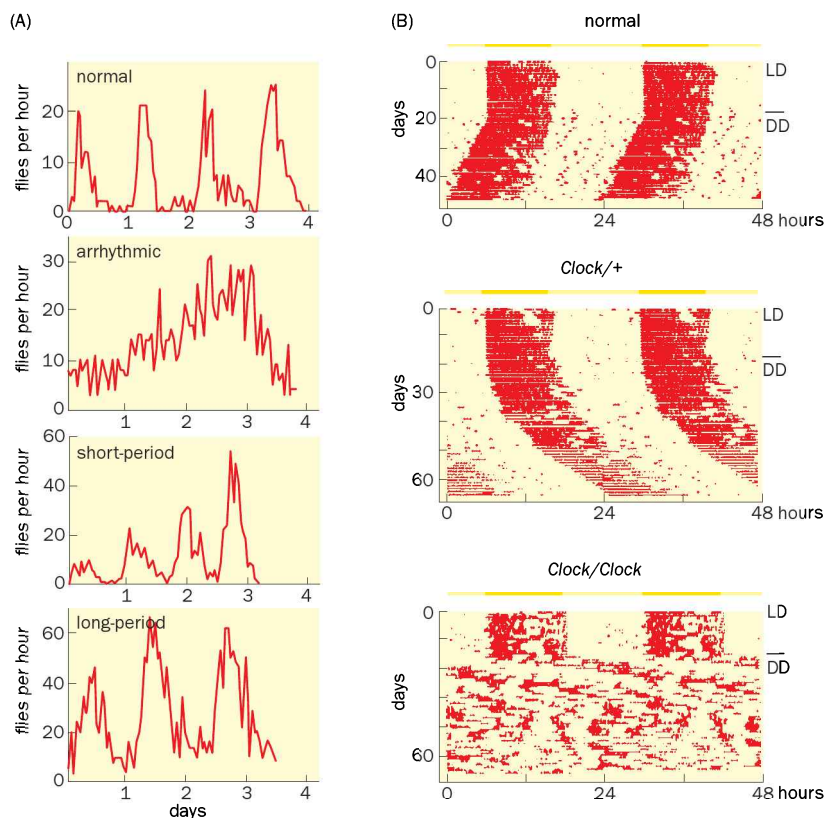 (A)
normal
flies per hour
20
10
0
0 1 2 3 4
arrhythmic
flies per hour
30
20
10
0
0 1 2 3 4
short-period
flies per hour
60
40
20
0
0 1 2 3 4
long-period
flies per hour
60
40
20
0
1 2 3 4
days
(B)
normal
LD
DD
days
0
20
40
0 24 48 hours
Clock/+
LD
DD
days
0
30
60
0 24 48 hours
Clock/Clock
LD
DD
days
0
60
0 24 48 hours